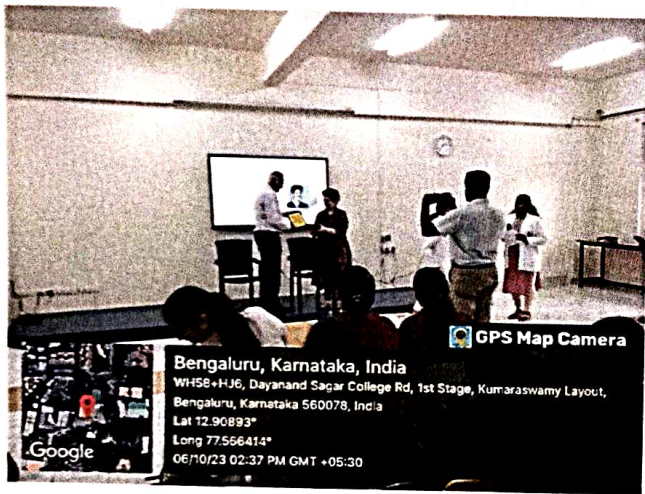 GPS Map Camera
Bengaluru, Karnataka, India
WH58+HJ6, Dayanand Sagar College Rd, 1st Stage, Kumaraswamy Layout,
Bengaluru, Karnataka 560078, India
Lat 12.90893°
Long 77.566414°
06/10/23 02:37 PM GMT +05:30
Google